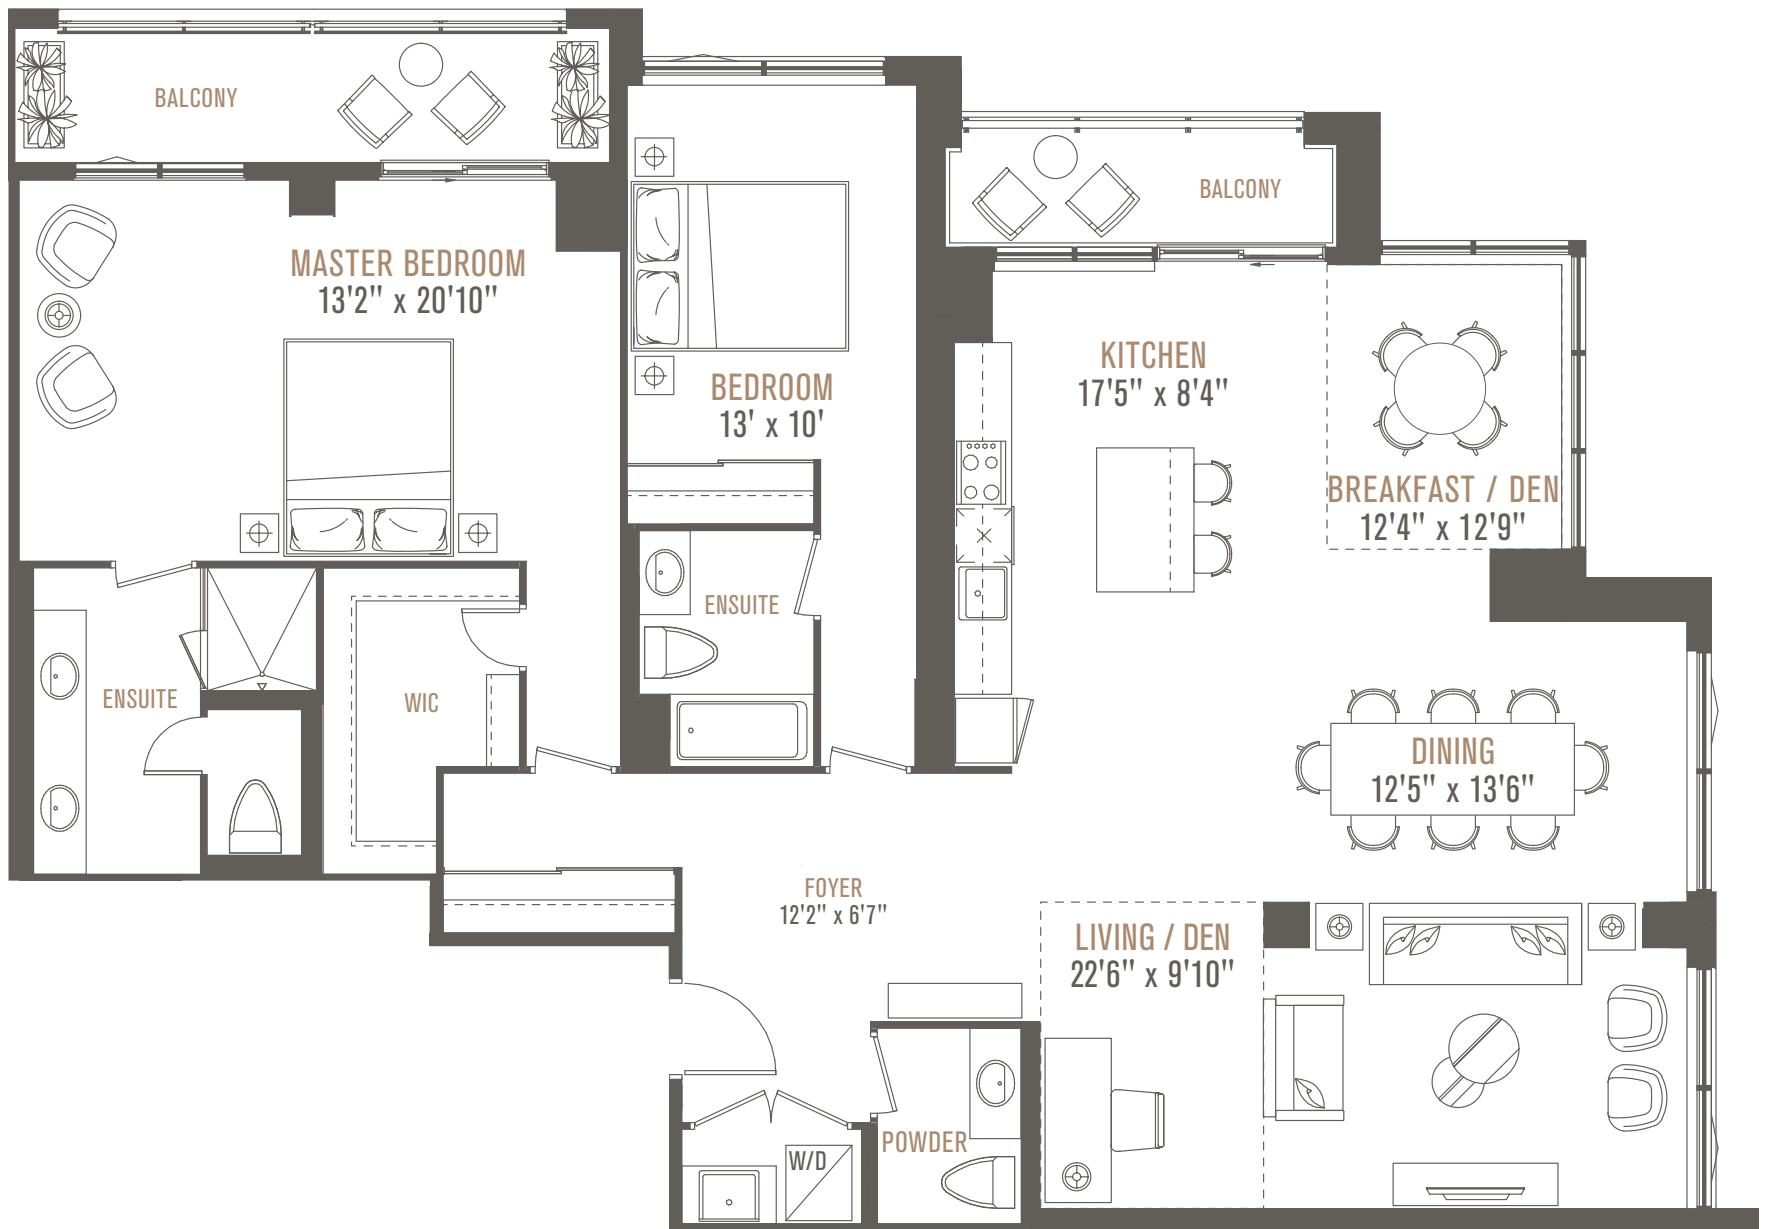 BALCONY
MASTER BEDROOM
13'2" x 20'10"
BEDROOM
13' x 10'
BALCONY
KITCHEN
17'5" x 8'4"
BREAKFAST / DEN
12'4" x 12'9"
ENSUITE
ENSUITE
WIC
DINING
12'5" x 13'6"
FOYER
12'2" x 6'7"
LIVING / DEN
22'6" x 9'10"
POWDER
W/D